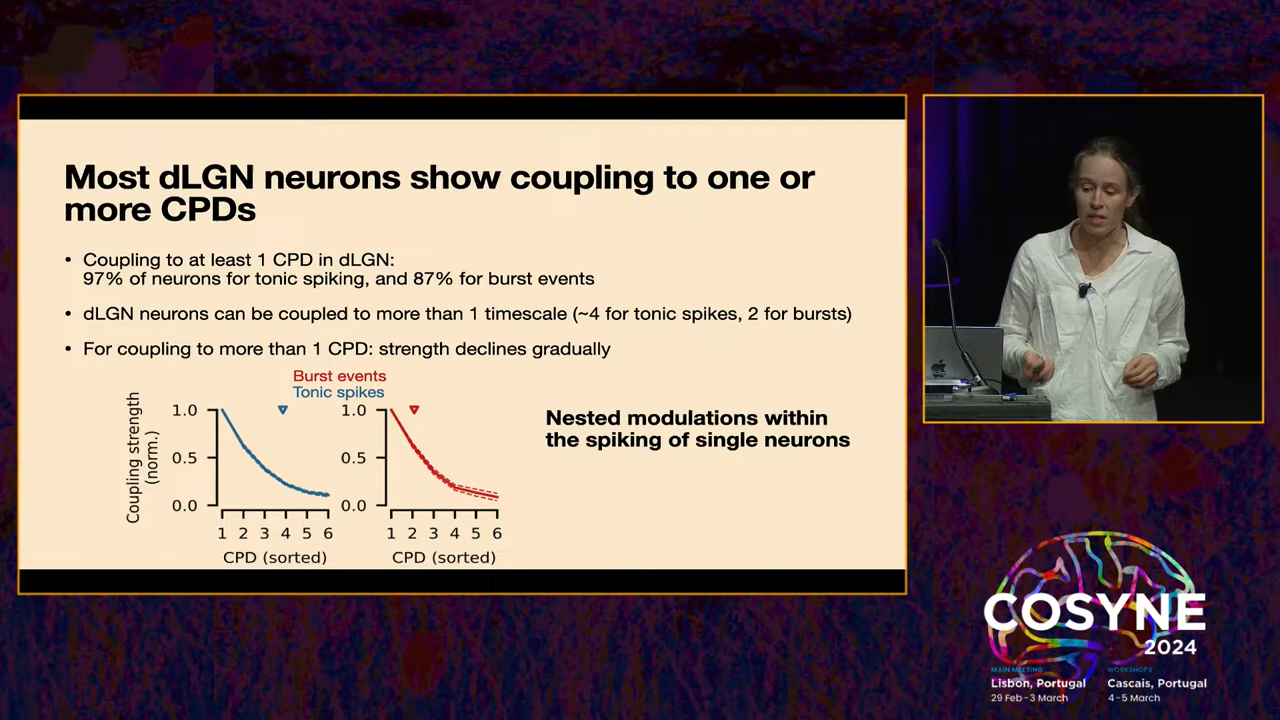 Most dLGN neurons show coupling to one or
more CPDs
• Coupling to at least 1 CPD in dLGN:
97% of neurons for tonic spiking, and 87% for burst events
• dLGN neurons can be coupled to more than 1 timescale (~4 for tonic spikes, 2 for bursts)
• For coupling to more than 1 CPD: strength declines gradually
Burst events
Tonic spikes
Coupling strength
(norm.)
1.0
0.5
0.0
1 2 3 4 5 6
CPD (sorted)
1.0
0.5
0.0
1 2 3 4 5 6
CPD (sorted)
Nested modulations within
the spiking of single neurons
COSYNE
2024
MAIN MEETING
Lisbon, Portugal
29 Feb - 3 March
WORKSHOPS
Cascais, Portugal
4 - 5 March